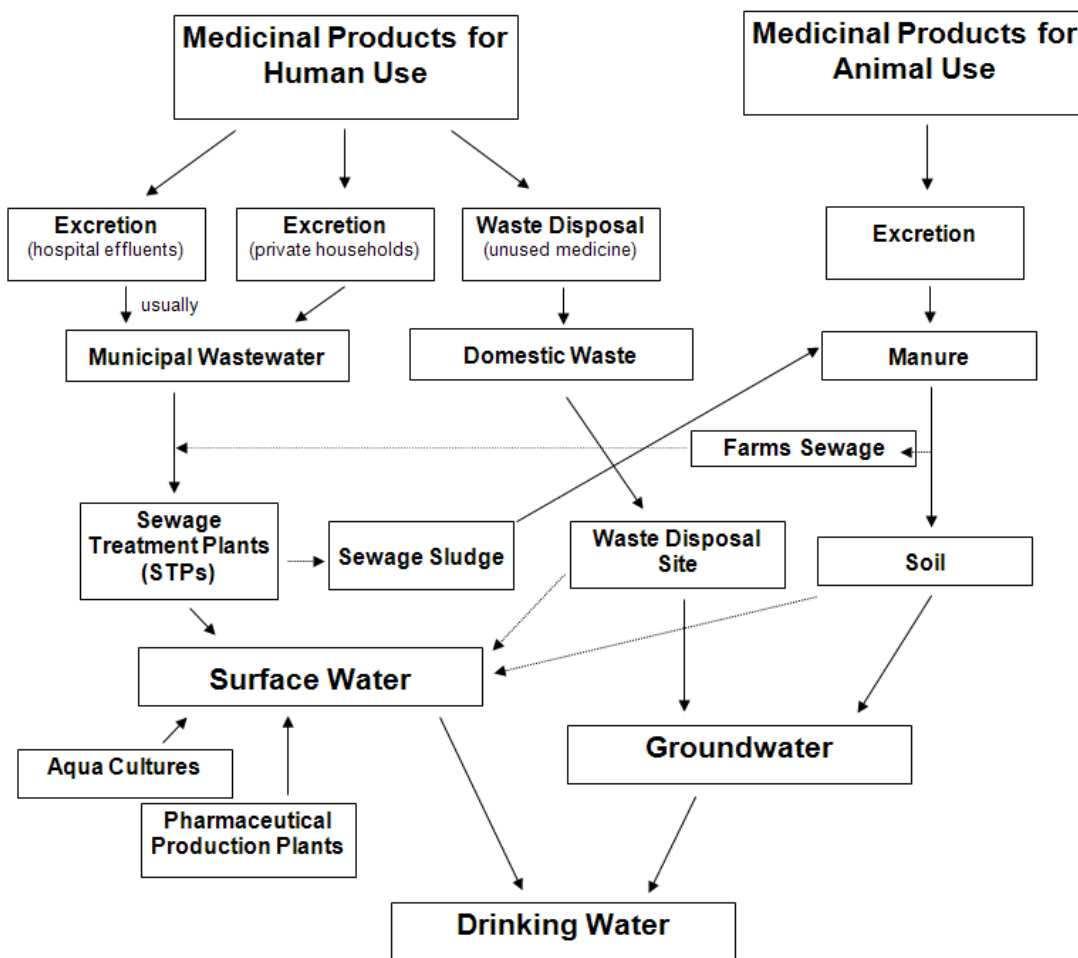 Medicinal Products for
Human Use
Medicinal Products for
Animal Use
Excretion
(hospital effluents)
Excretion
(private households)
Waste Disposal
(unused medicine)
Excretion
usually
Municipal Wastewater
Domestic Waste
Manure
Farms Sewage
Sewage
Treatment Plants
(STPs)
Sewage Sludge
Waste Disposal
Site
Soil
Surface Water
Groundwater
Aqua Cultures
Pharmaceutical
Production Plants
Drinking Water